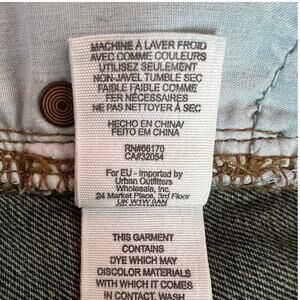 MACHINE À LAVER FROID
AVEC COMME COULEURS
UTILISEZ SEULEMENT
NON-JAVEL TUMBLE SEC
FAIBLE FAIBLE COMME
FER NÉCESSAIRES
NE PAS NETTOYER À SEC
HECHO EN CHINA/
FEITO EM CHINA
RN#66170
CA#32054
For EU - Imported by
Urban Outfitters
Wholesale, Inc.
24 Market Place, 3rd Floor
UK W1W 8AN
THIS GARMENT
CONTAINS
DYE WHICH MAY
DISCOLOR MATERIALS
WITH WHICH IT COMES
IN CONTACT. WASH